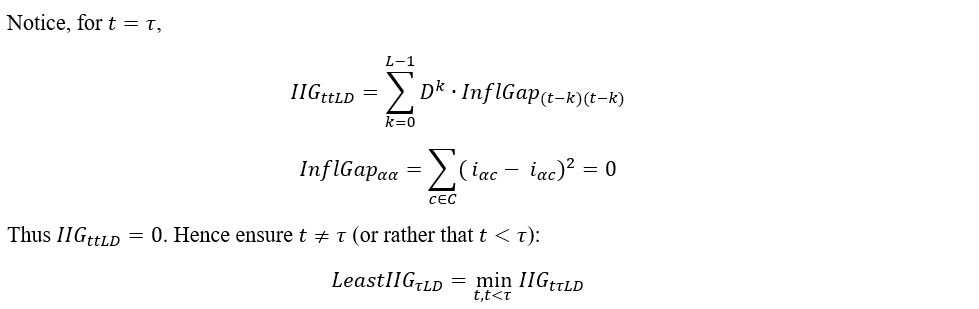 Notice, for t = τ,
IIG_{ttLD} = \sum_{k=0}^{L-1} D^k · InflGap_{(t−k)(t−k)}
InflGap_{αα} = \sum_{c∈C} ( i_{αc} − i_{αc})^2 = 0
Thus IIG_{ttLD} = 0. Hence ensure t ≠ τ (or rather that t < τ):
LeastIIG_{τLD} = \min_{t,t<τ} IIG_{tτLD}